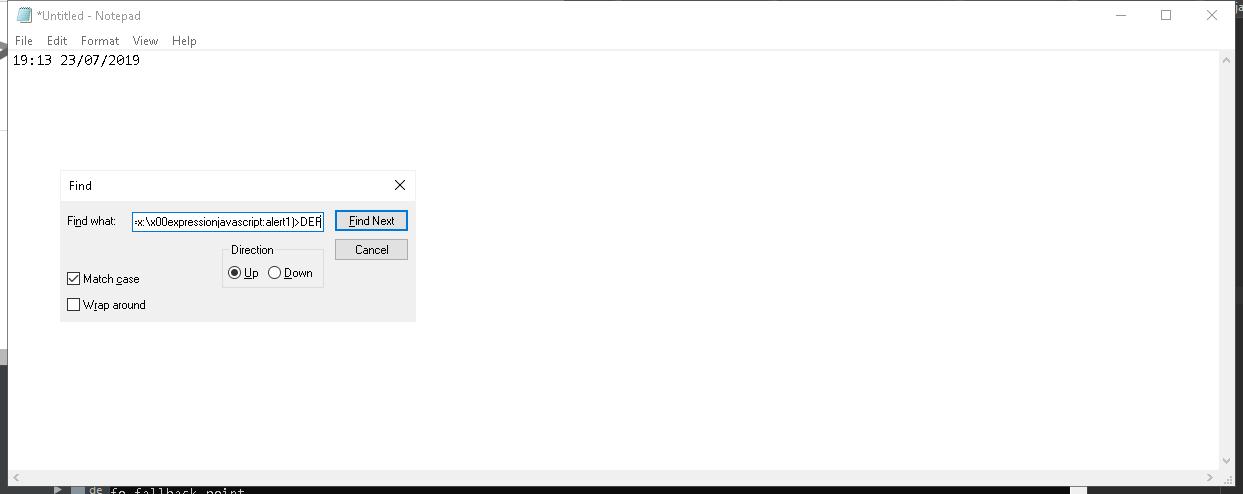 *Untitled - Notepad
File Edit Format View Help
19:13 23/07/2019
Find
Find what: =x:\x00expressionjavascript:alert1)>DEF Find Next
Direction
Cancel
Up Down
Match case
Wrap around
de fo fallback point